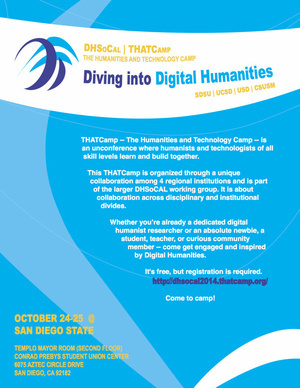 DHSoCal | THATCamp
THE HUMANITIES AND TECHNOLOGY CAMP
Diving into Digital Humanities
SDSU | UCSD | USD | CSUSM
THATCamp – The Humanities and Technology Camp – is
an unconference where humanists and technologists of all
skill levels learn and build together.
This THATCamp is organized through a unique
collaboration among 4 regional institutions and is part
of the larger DHSoCAL working group. It is about
collaboration across disciplinary and institutional
divides.
Whether you're already a dedicated digital
humanist researcher or an absolute newbie, a
student, teacher, or curious community
member – come get engaged and inspired
by Digital Humanities.
It's free, but registration is required.
http://dhsocal2014.thatcamp.org/
Come to camp!
OCTOBER 24-25 @
SAN DIEGO STATE
TEMPLO MAYOR ROOM (SECOND FLOOR)
CONRAD PREBYS STUDENT UNION CENTER
6075 AZTEC CIRCLE DRIVE
SAN DIEGO, CA 92182